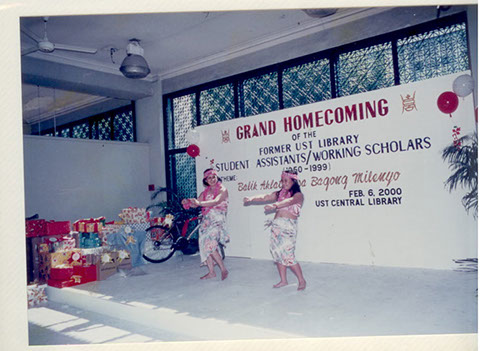 GRAND HOMECOMING
OF THE
FORMER UST LIBRARY
STUDENT ASSISTANTS/WORKING SCHOLARS
(1950-1999)
THEME:
Balik Aklatan sa Bagong Milenyo
FEB. 6, 2000
UST CENTRAL LIBRARY